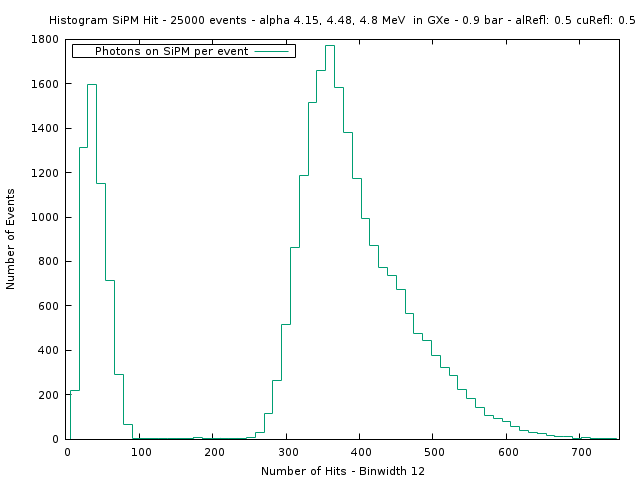 Histogram SiPM Hit - 25000 events - alpha 4.15, 4.48, 4.8 MeV  in GXe - 0.9 bar - alRefl: 0.5 cuRefl: 0.5
Photons on SiPM per event
1800
1600
1400
1200
1000
800
600
400
200
0
Number of Events
0 100 200 300 400 500 600 700
Number of Hits - Binwidth 12